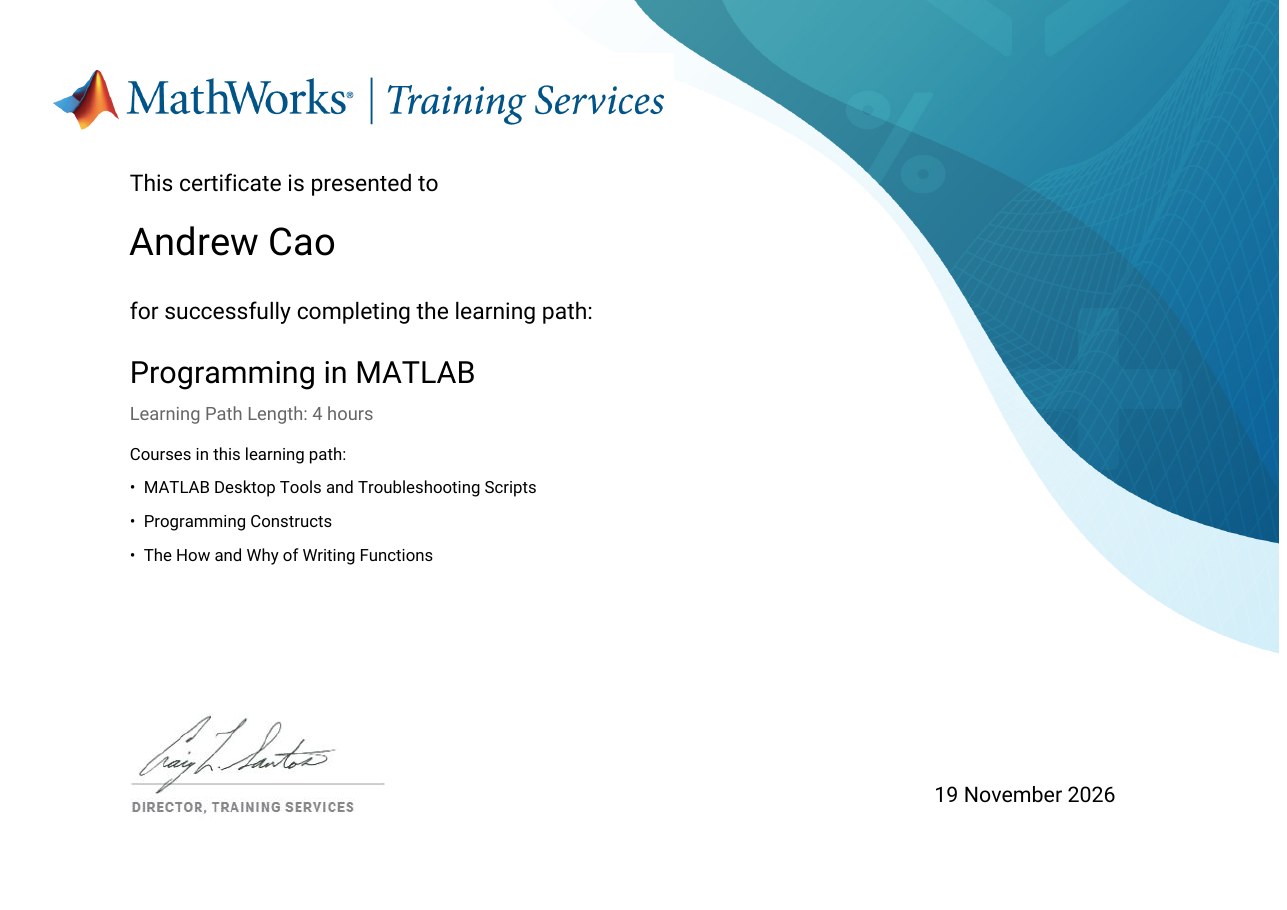 MathWorks® | Training Services
This certificate is presented to
Andrew Cao
for successfully completing the learning path:
Programming in MATLAB
Learning Path Length: 4 hours
Courses in this learning path:
• MATLAB Desktop Tools and Troubleshooting Scripts
• Programming Constructs
• The How and Why of Writing Functions
Craig L. Santos
DIRECTOR, TRAINING SERVICES
19 November 2026